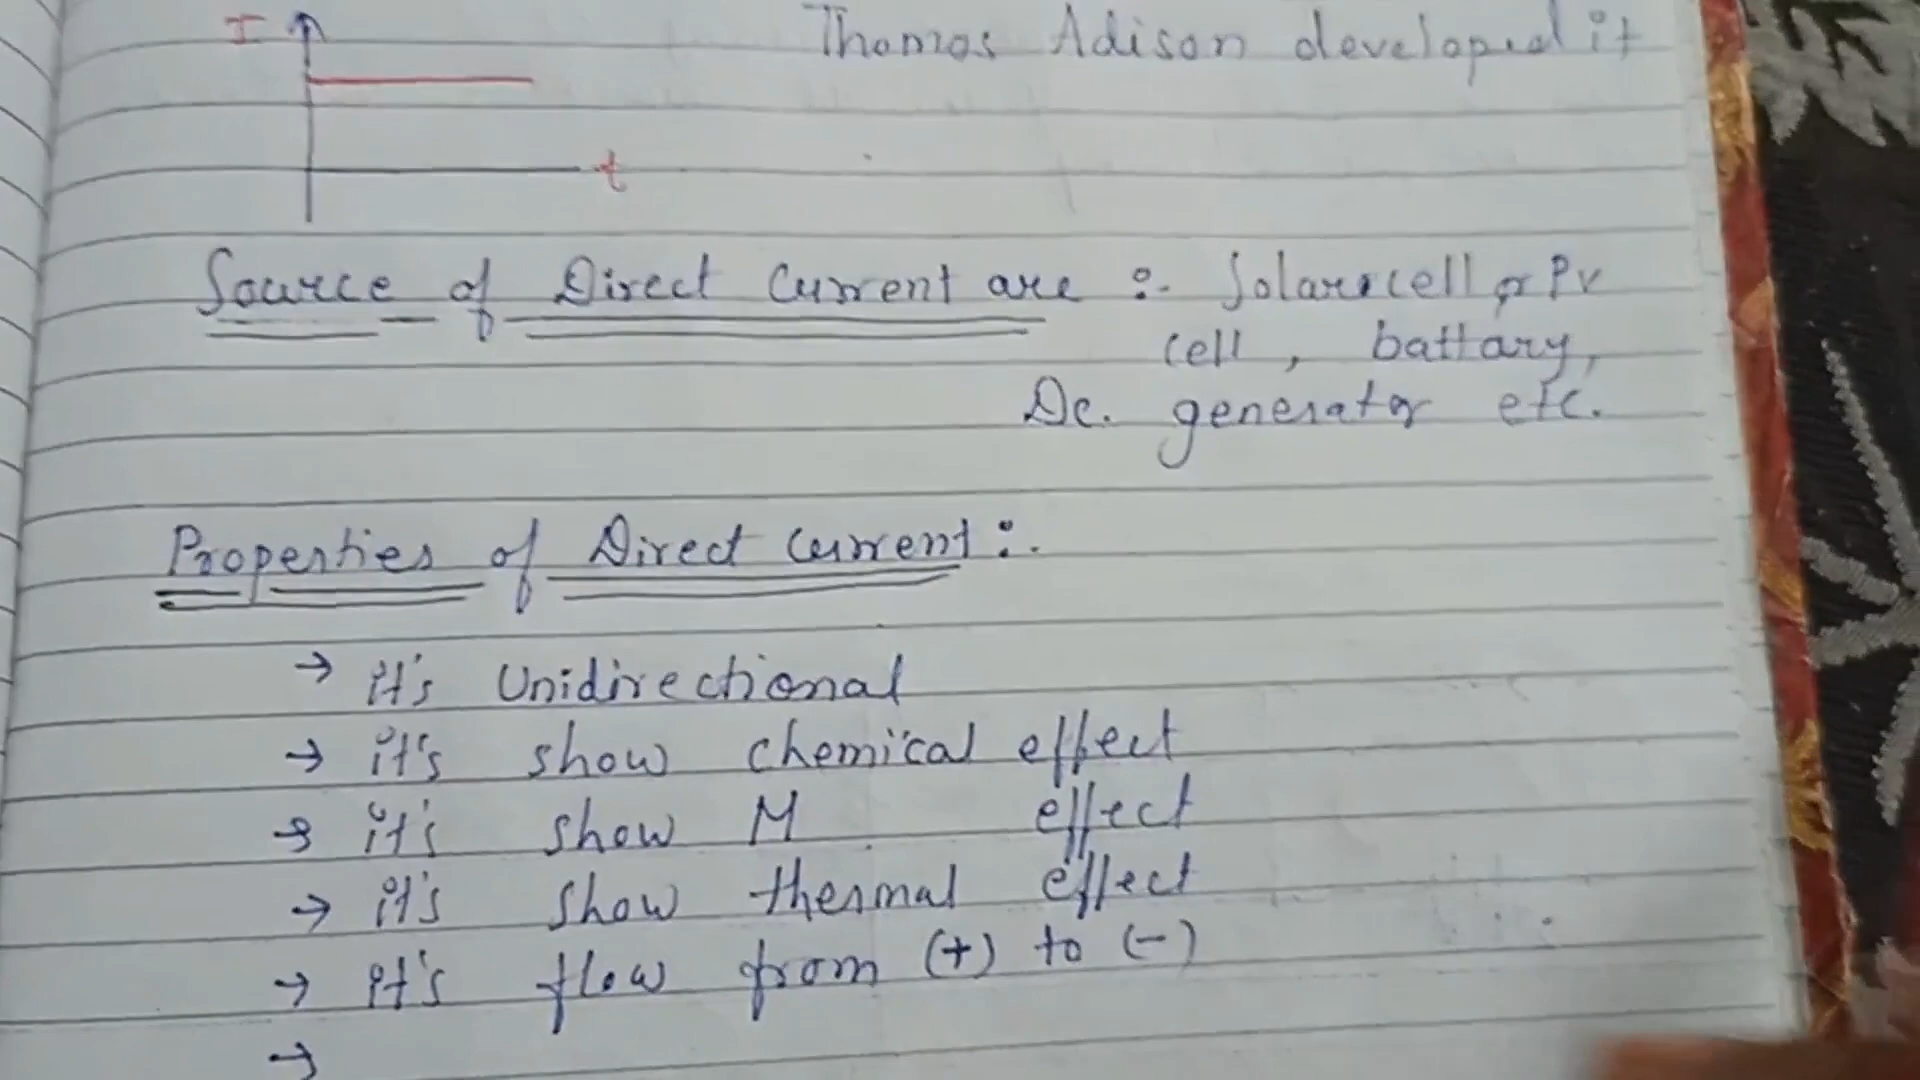 I
Thomas Adison developed it
t
Source of Direct Current are :- Solar cell or PV
cell, battary,
Dc. generator etc.
Properties of Direct Current :-
→ it's Unidirectional
→ it's show chemical effect
→ it's show M effect
→ it's show thermal effect
→ it's flow from (+) to (-)
→